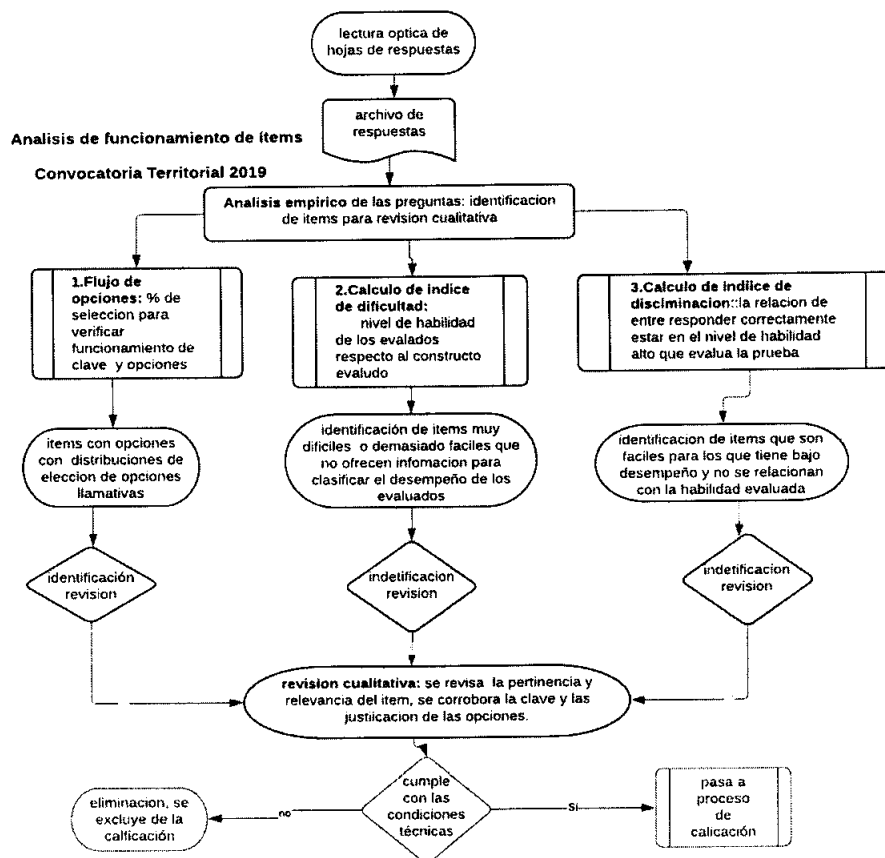 lectura optica de
hojas de respuestas
archivo de
respuestas
Analisis de funcionamiento de ítems
Convocatoria Territorial 2019
Analisis empirico de las preguntas: identificacion
de items para revision cualitativa
1.Flujo de
opciones: % de
seleccion para
verificar
funcionamiento de
clave y opciones
2.Calculo de indice
de dificultad:
nivel de habilidad
de los evalados
respecto al constructo
evaludo
3.Calculo de indiice de
disciminacion::la relacion de
entre responder correctamente
estar en el nivel de habilidad
alto que evalua la prueba
items con opciones
con distribuciones de
eleccion de opciones
llamativas
identificación de items muy
dificiles o demasiado faciles que
no ofrecen infomacion para
clasificar el desempeño de los
evaluados
identificacion de items que son
faciles para los que tiene bajo
desempeño y no se relacionan
con la habilidad evaluada
identificación
revision
indetificacion
revision
indetificacion
revision
revision cualitativa: se revisa la pertinencia y
relevancia del item, se corrobora la clave y las
justiicacion de las opciones.
cumple
con las
condiciones
técnicas
no
Sí
eliminacion, se
excluye de la
calficación
pasa a
proceso
de
calicación